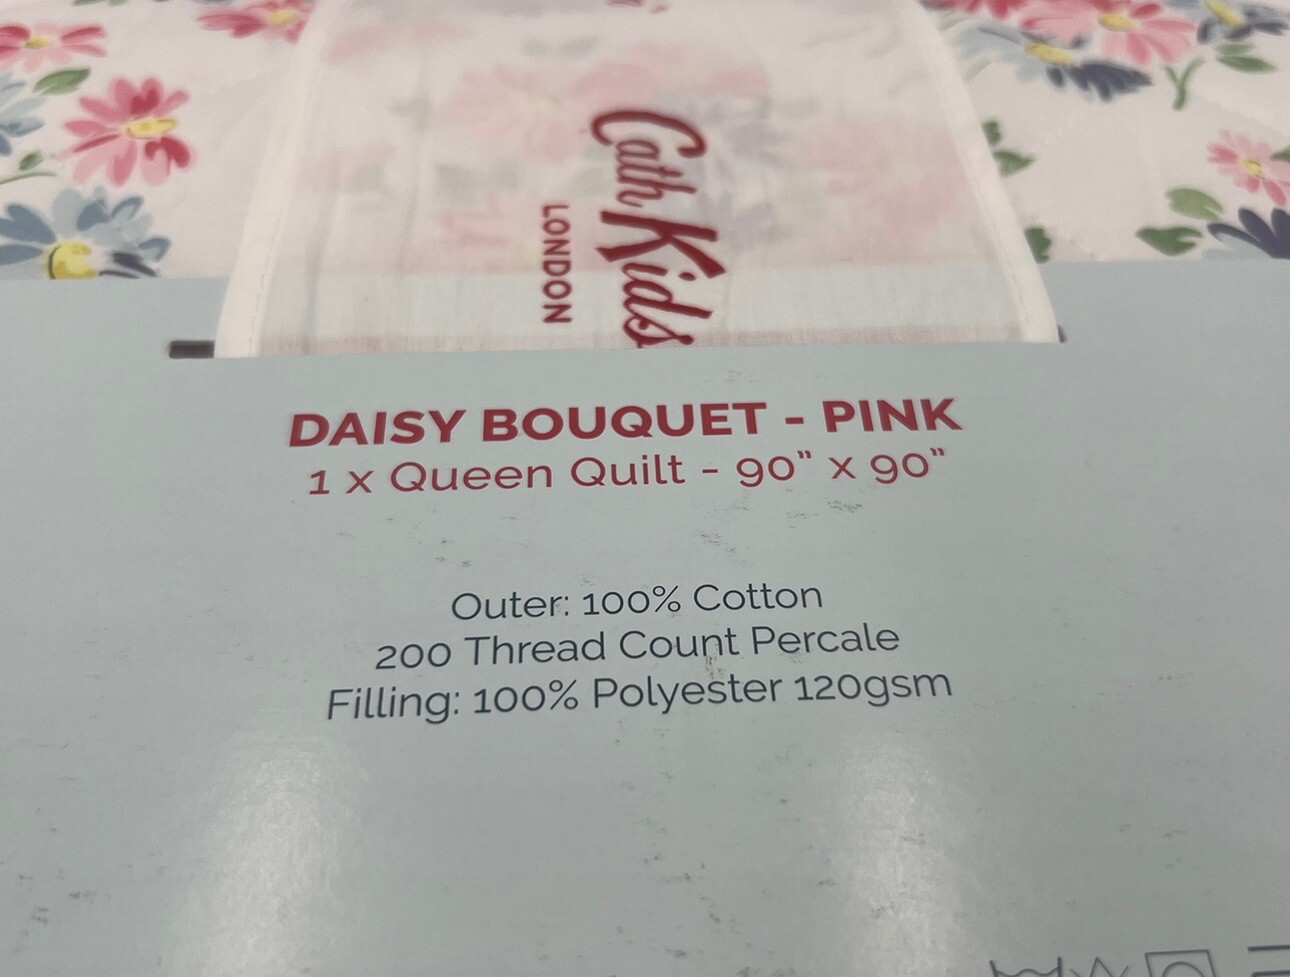 Cath Kids
LONDON
DAISY BOUQUET - PINK
1 x Queen Quilt - 90" x 90"
Outer: 100% Cotton
200 Thread Count Percale
Filling: 100% Polyester 120gsm